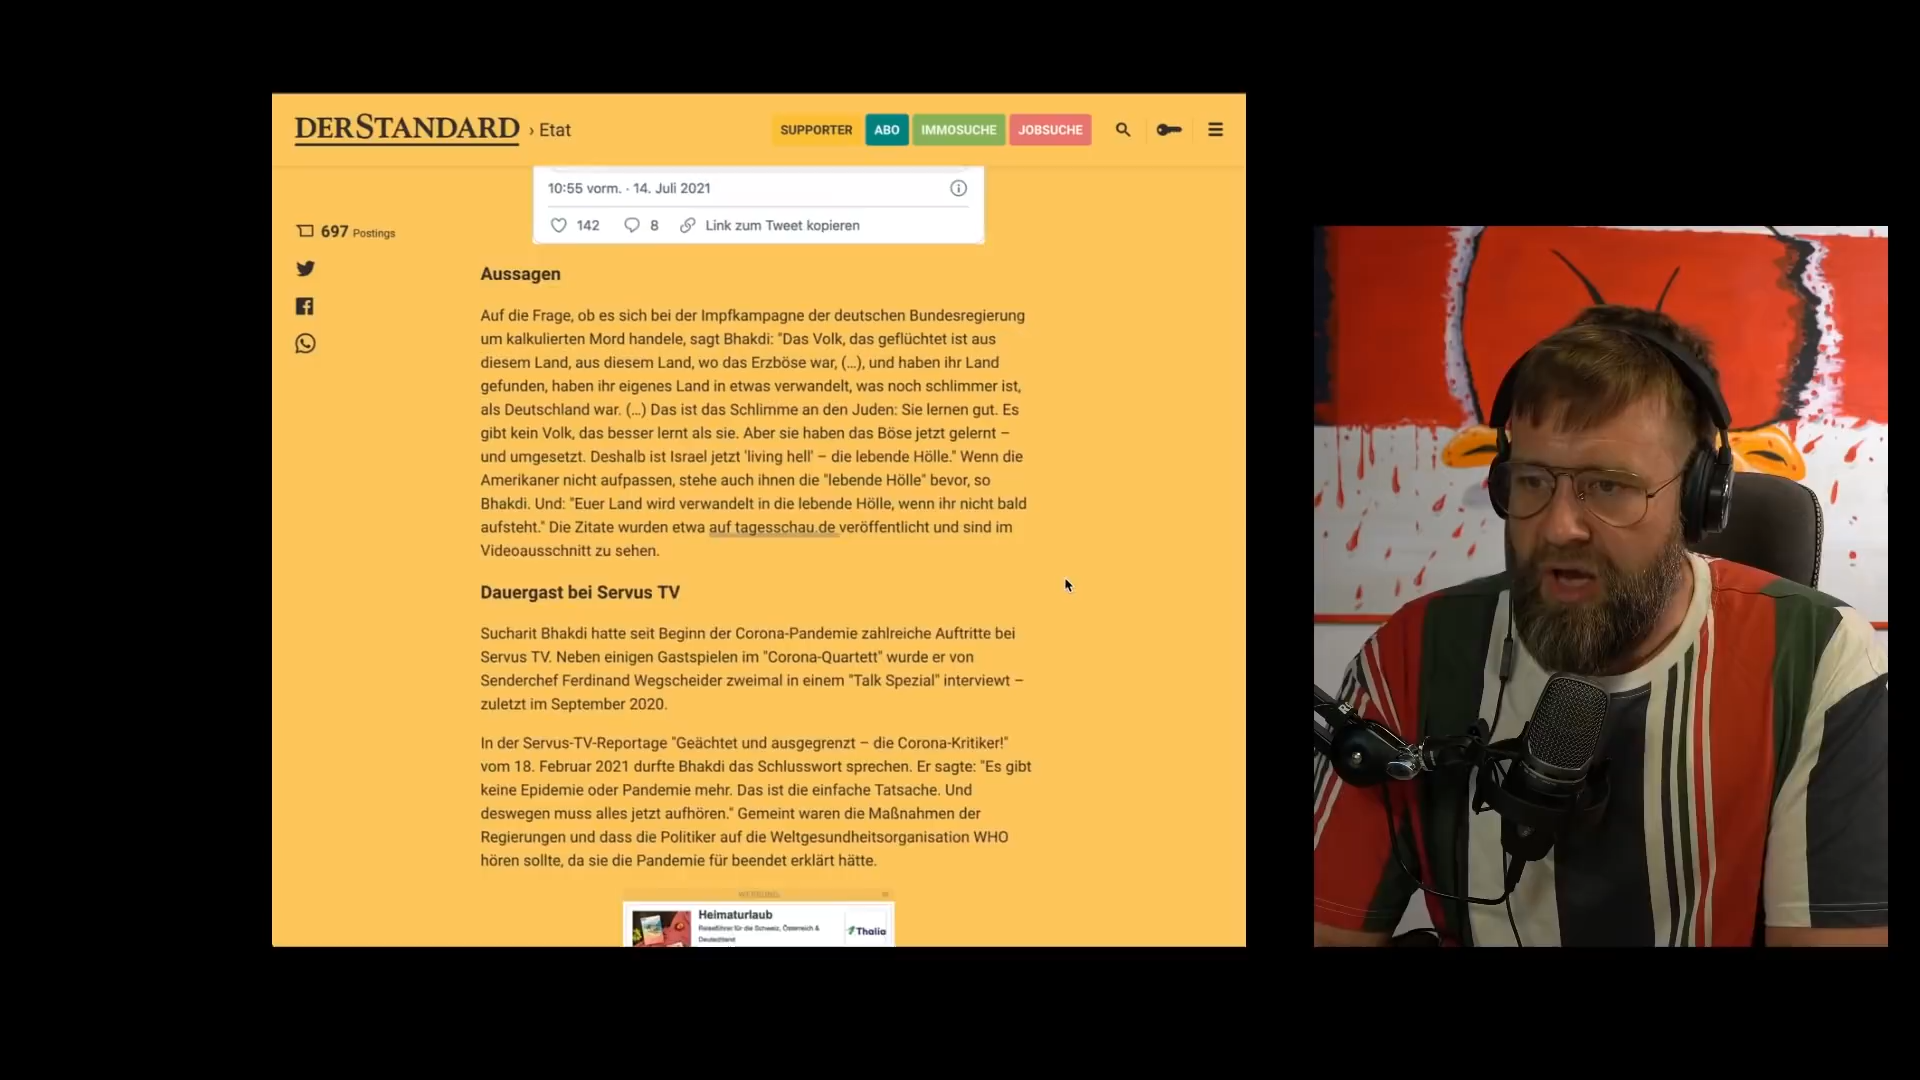 DERSTANDARD › Etat
SUPPORTER ABO IMMOSUCHE JOBSUCHE
10:55 vorm. · 14. Juli 2021
142 8 Link zum Tweet kopieren
697 Postings
Aussagen
Auf die Frage, ob es sich bei der Impfkampagne der deutschen Bundesregierung
um kalkulierten Mord handele, sagt Bhakdi: "Das Volk, das geflüchtet ist aus
diesem Land, aus diesem Land, wo das Erzböse war, (...), und haben ihr Land
gefunden, haben ihr eigenes Land in etwas verwandelt, was noch schlimmer ist,
als Deutschland war. (...) Das ist das Schlimme an den Juden: Sie lernen gut. Es
gibt kein Volk, das besser lernt als sie. Aber sie haben das Böse jetzt gelernt –
und umgesetzt. Deshalb ist Israel jetzt 'living hell' – die lebende Hölle." Wenn die
Amerikaner nicht aufpassen, stehe auch ihnen die "lebende Hölle" bevor, so
Bhakdi. Und: "Euer Land wird verwandelt in die lebende Hölle, wenn ihr nicht bald
aufsteht." Die Zitate wurden etwa auf tagesschau.de veröffentlicht und sind im
Videoausschnitt zu sehen.
Dauergast bei Servus TV
Sucharit Bhakdi hatte seit Beginn der Corona-Pandemie zahlreiche Auftritte bei
Servus TV. Neben einigen Gastspielen im "Corona-Quartett" wurde er von
Senderchef Ferdinand Wegscheider zweimal in einem "Talk Spezial" interviewt –
zuletzt im September 2020.
In der Servus-TV-Reportage "Geächtet und ausgegrenzt – die Corona-Kritiker!"
vom 18. Februar 2021 durfte Bhakdi das Schlusswort sprechen. Er sagte: "Es gibt
keine Epidemie oder Pandemie mehr. Das ist die einfache Tatsache. Und
deswegen muss alles jetzt aufhören." Gemeint waren die Maßnahmen der
Regierungen und dass die Politiker auf die Weltgesundheitsorganisation WHO
hören sollte, da sie die Pandemie für beendet erklärt hätte.
WERBUNG
Heimaturlaub
Reiseführer für die Schweiz, Österreich &
Deutschland
Thalia